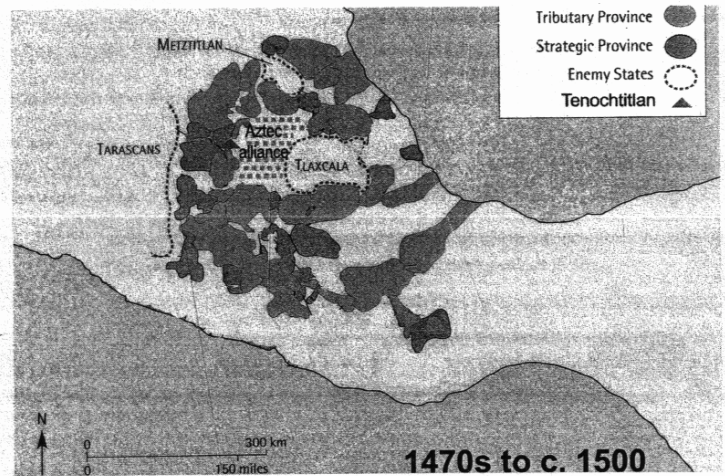 Tributary Province
Strategic Province
Enemy States
Tenochtitlan
METZTITLAN
TARASCANS
Aztec
alliance
TLAXCALA
N
0
300 km
0
150 miles
1470s to c. 1500